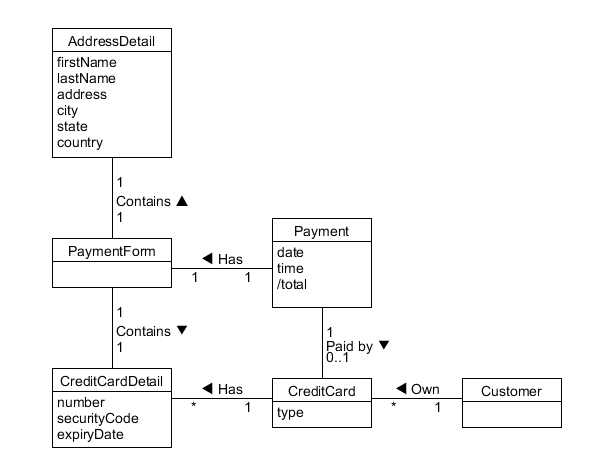 AddressDetail
firstName
lastName
address
city
state
country
1
Contains ▲
1
PaymentForm
◀ Has
1 1
Payment
date
time
/total
1
Contains ▼
1
1
Paid by ▼
0..1
CreditCardDetail
number
securityCode
expiryDate
◀ Has
* 1
CreditCard
type
◀ Own
* 1
Customer